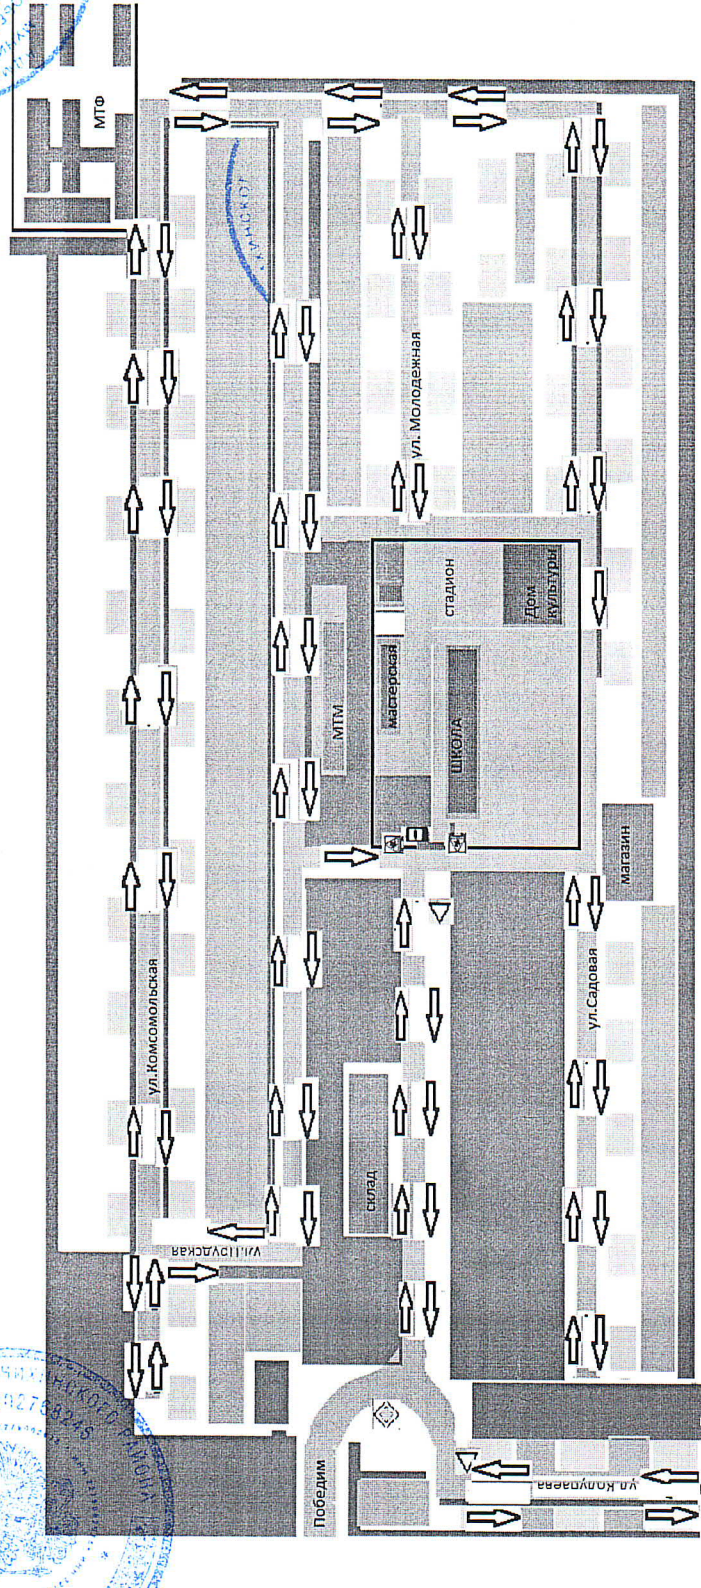 МТФ
ул.Комсомольская
ул. Молодежная
МТМ
мастерская
стадион
Дом
культуры
ШКОЛА
магазин
ул.Садовая
склад
Победим